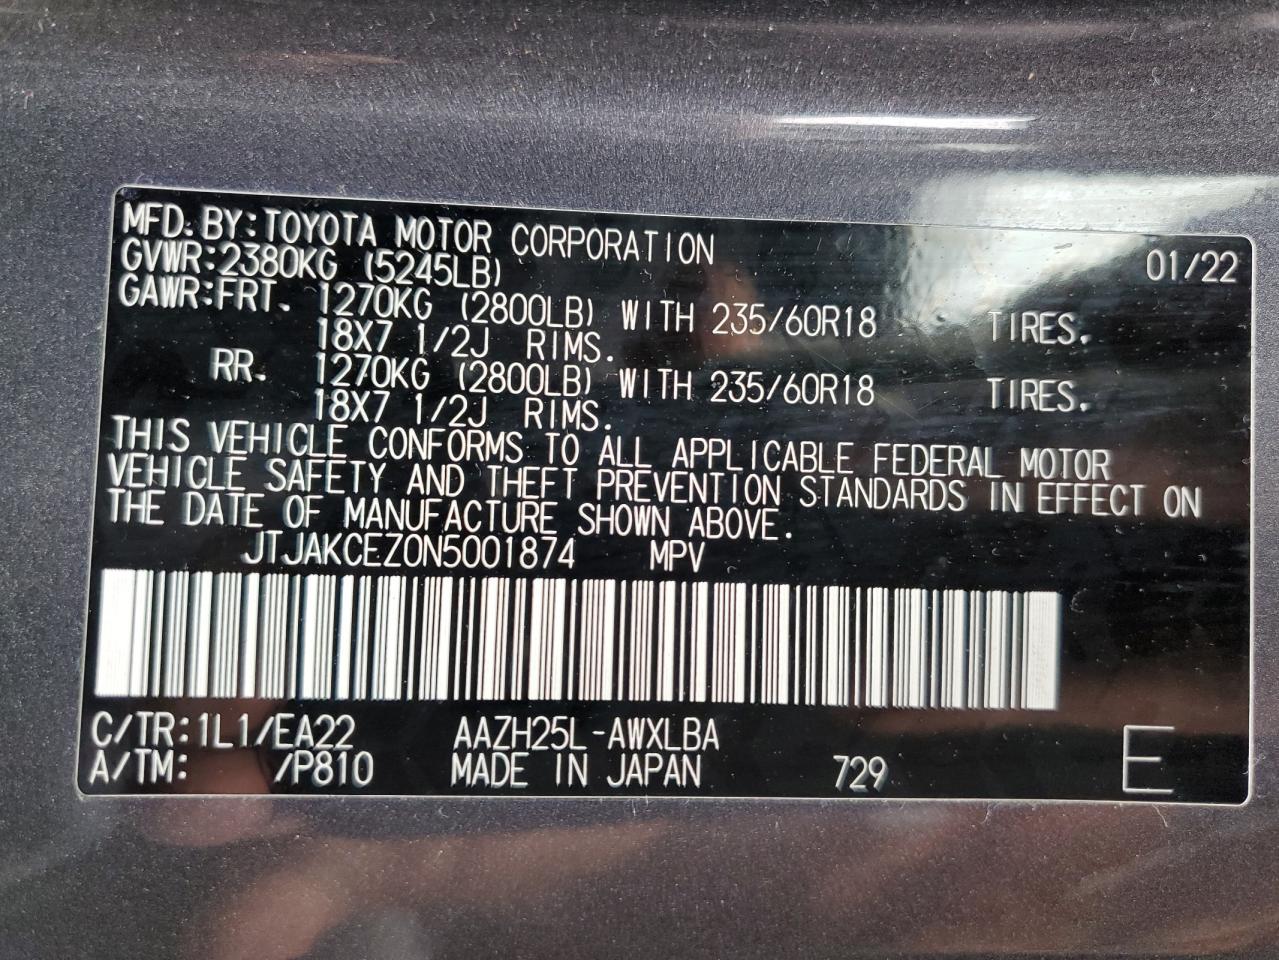 MFD. BY:TOYOTA MOTOR CORPORATION 01/22
GVWR:2380KG (5245LB)
GAWR:FRT. 1270KG (2800LB) WITH 235/60R18 TIRES.
18X7 1/2J RIMS.
RR. 1270KG (2800LB) WITH 235/60R18 TIRES.
18X7 1/2J RIMS.
THIS VEHICLE CONFORMS TO ALL APPLICABLE FEDERAL MOTOR
VEHICLE SAFETY AND THEFT PREVENTION STANDARDS IN EFFECT ON
THE DATE OF MANUFACTURE SHOWN ABOVE.
JTJAKCEZ0N5001874 MPV
C/TR:1L1/EA22 AAZH25L-AWXLBA
A/TM: /P810 MADE IN JAPAN 729 E